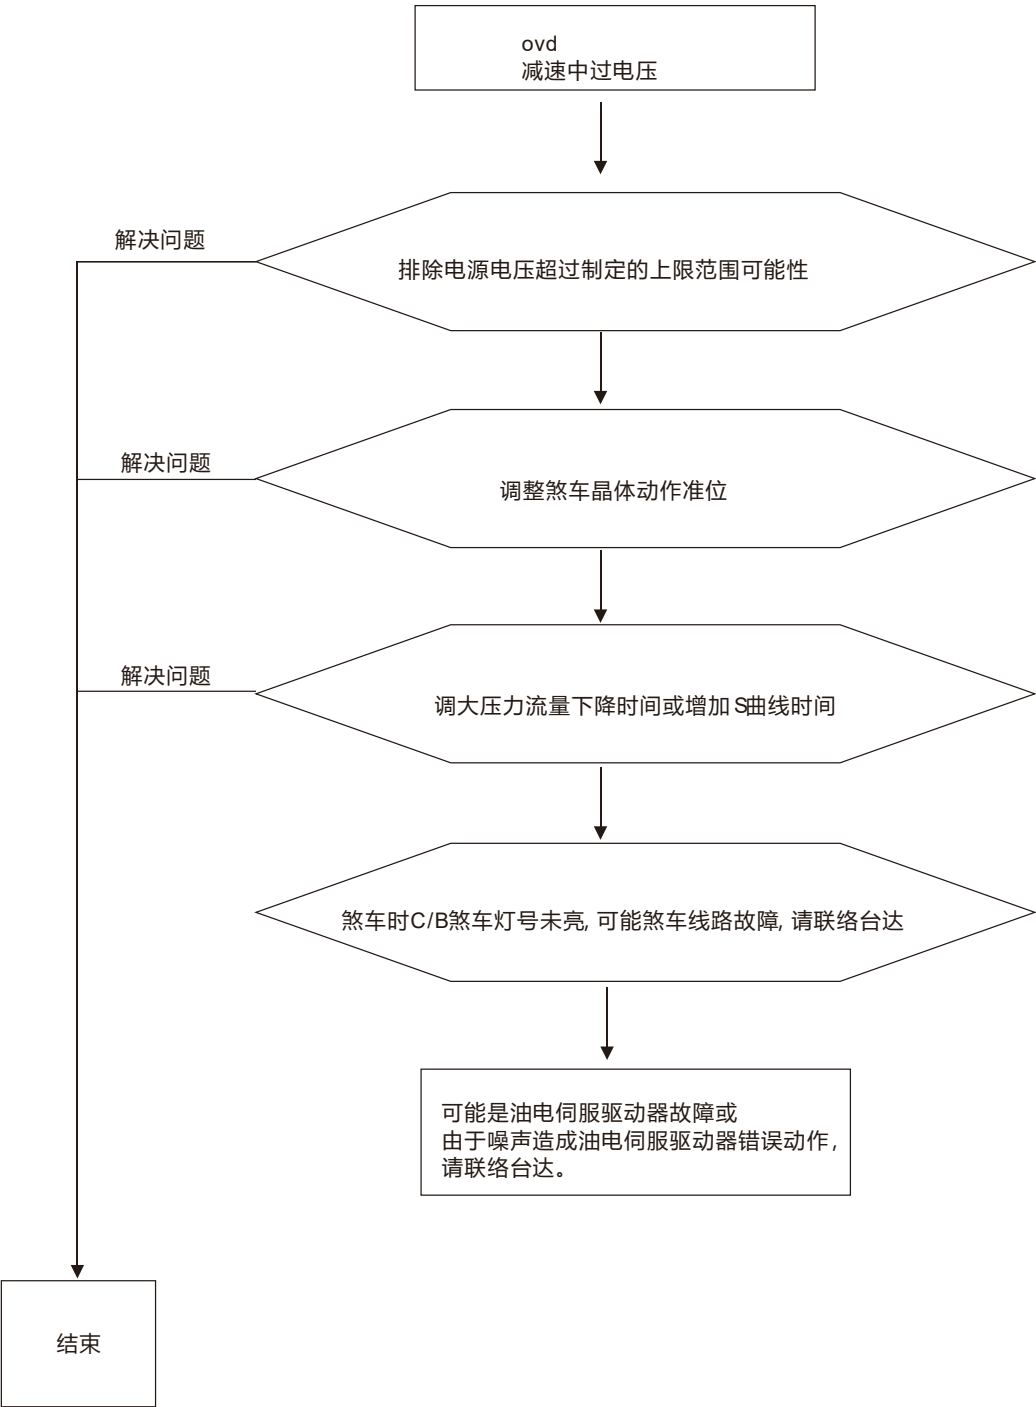 ovd
减速中过电压
解决问题
排除电源电压超过制定的上限范围可能性
解决问题
调整煞车晶体动作准位
解决问题
调大压力流量下降时间或增加S曲线时间
煞车时C/B煞车灯号未亮, 可能煞车线路故障, 请联络台达
可能是油电伺服驱动器故障或
由于噪声造成油电伺服驱动器错误动作,
请联络台达。
结束